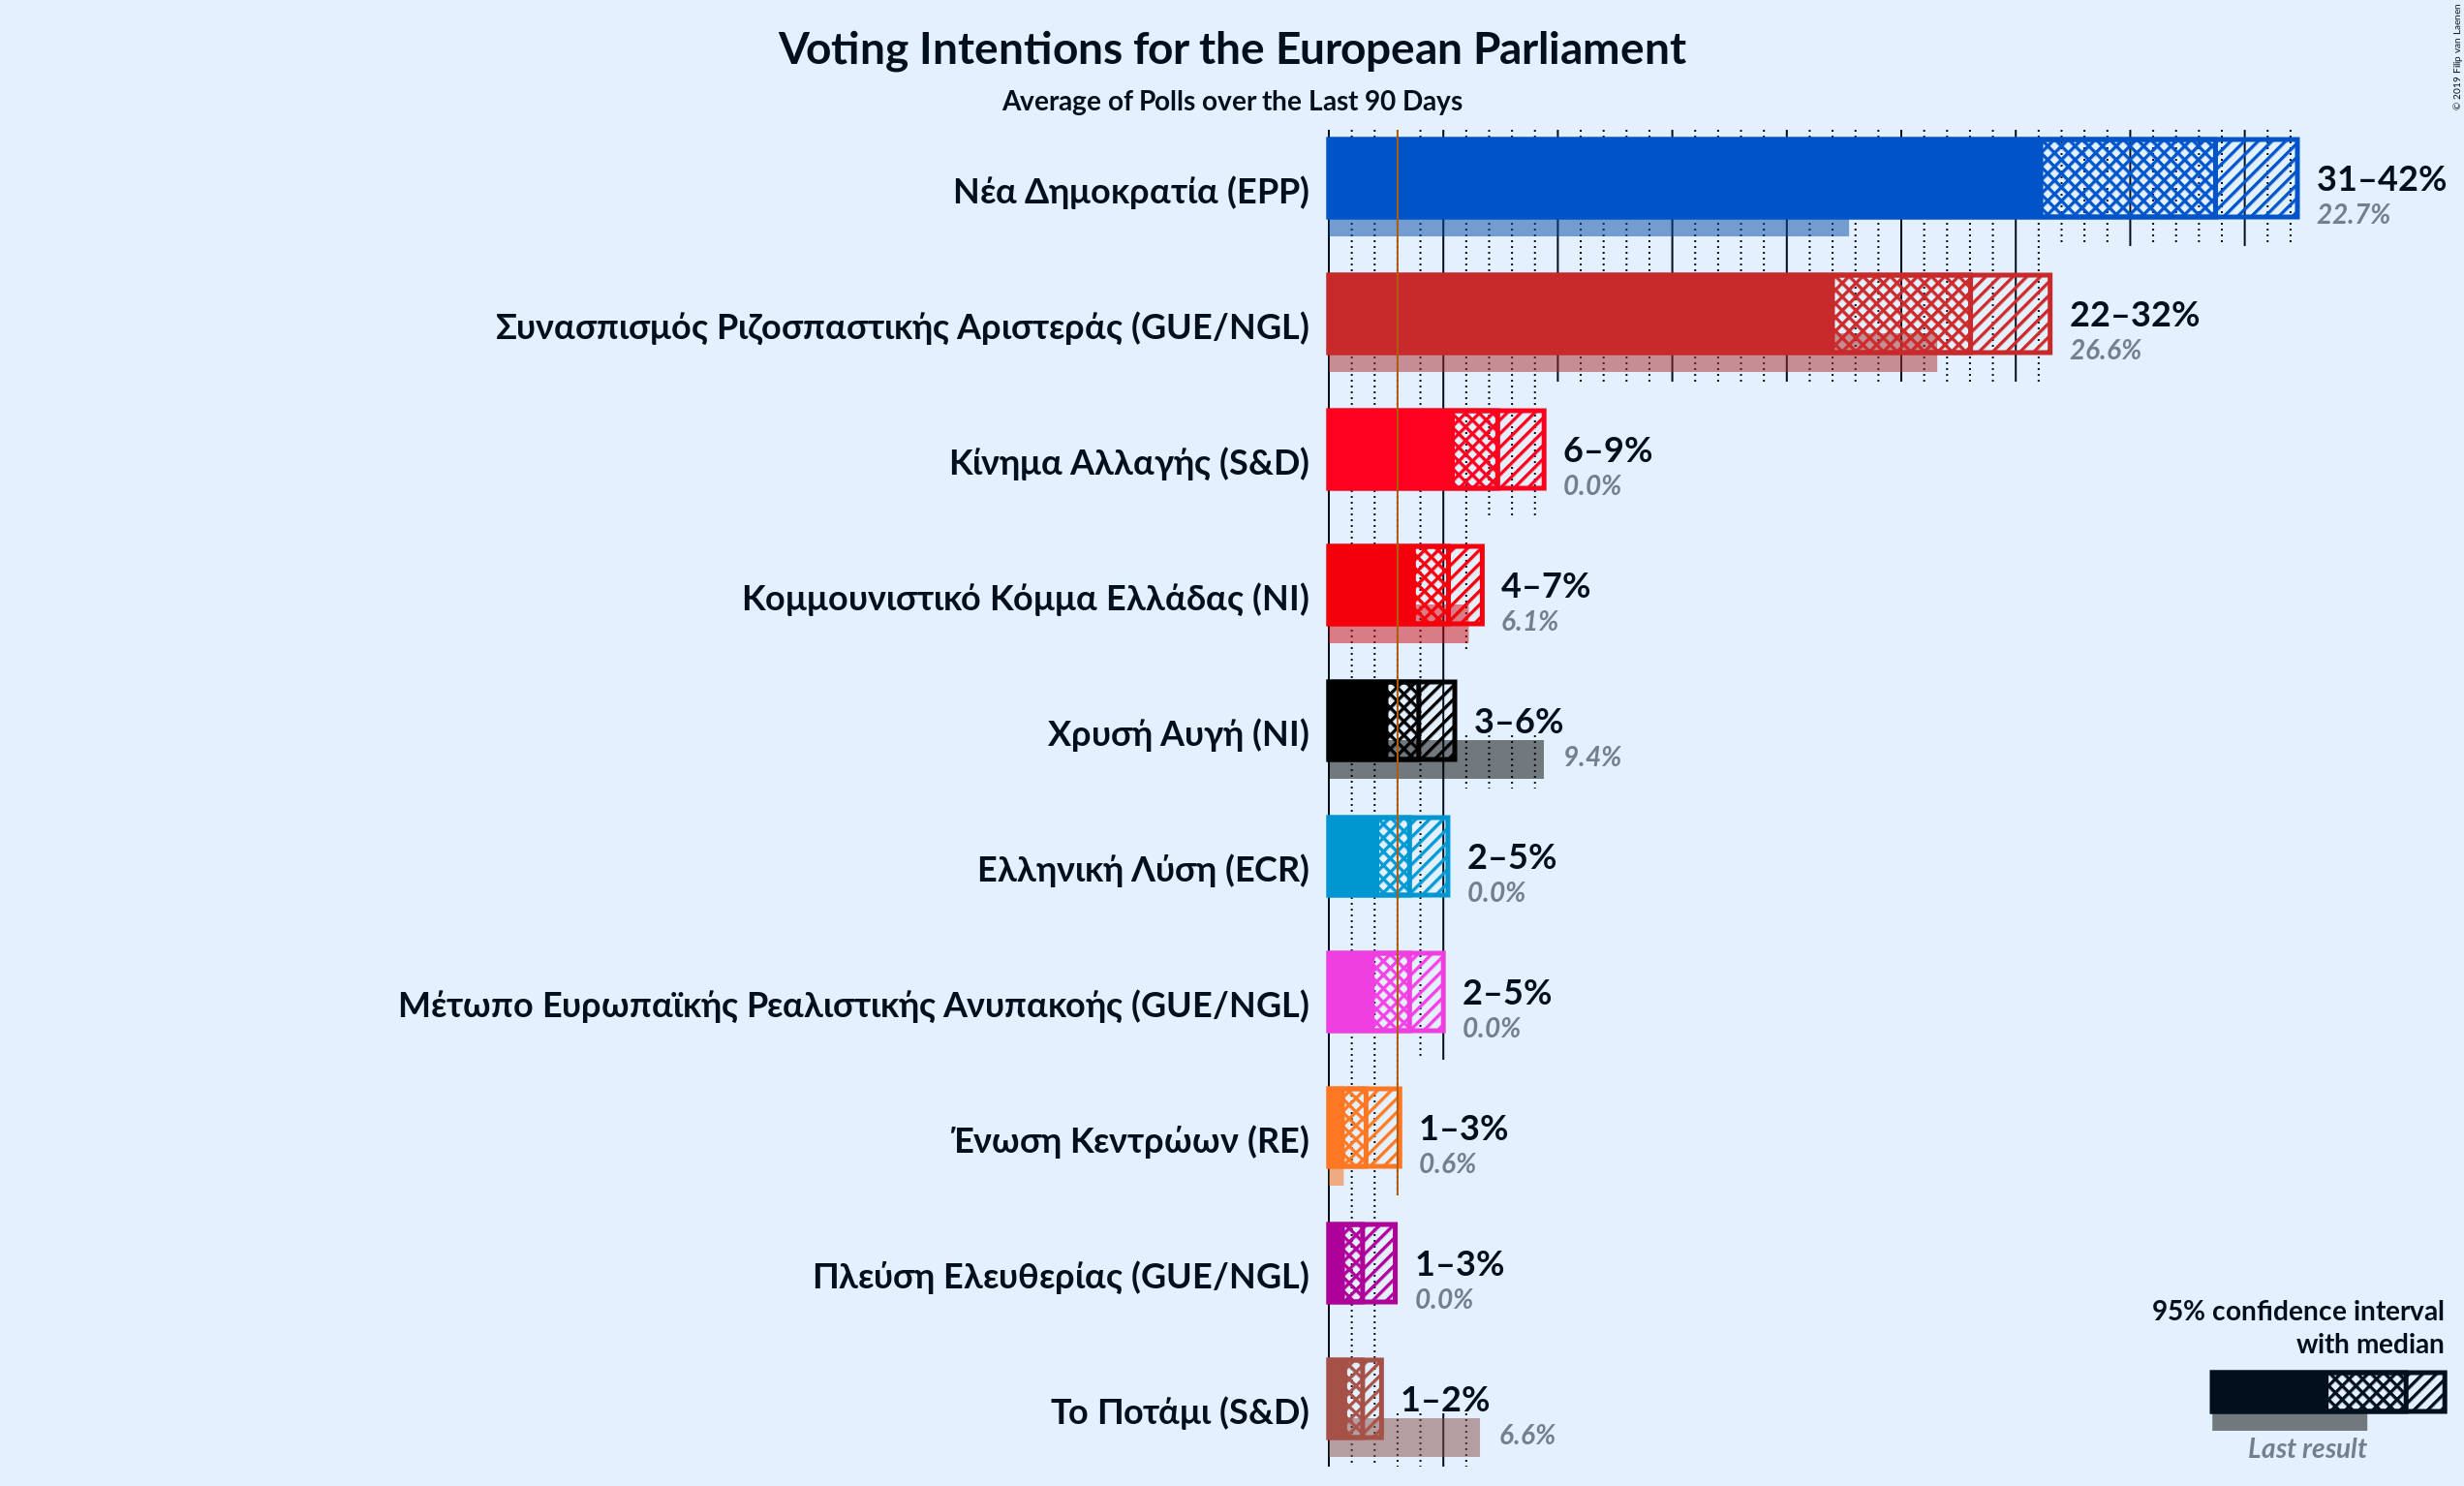 Voting Intentions for the European Parliament
Average of Polls over the Last 90 Days
© 2019 Filip van Laenen
Νέα Δημοκρατία (EPP)
31–42%
22.7%
Συνασπισμός Ριζοσπαστικής Αριστεράς (GUE/NGL)
22–32%
26.6%
Κίνημα Αλλαγής (S&D)
6–9%
0.0%
Κομμουνιστικό Κόμμα Ελλάδας (NI)
4–7%
6.1%
Χρυσή Αυγή (NI)
3–6%
9.4%
Ελληνική Λύση (ECR)
2–5%
0.0%
Μέτωπο Ευρωπαϊκής Ρεαλιστικής Ανυπακοής (GUE/NGL)
2–5%
0.0%
Ένωση Κεντρώων (RE)
1–3%
0.6%
Πλεύση Ελευθερίας (GUE/NGL)
1–3%
0.0%
Το Ποτάμι (S&D)
1–2%
6.6%
95% confidence interval
with median
Last result